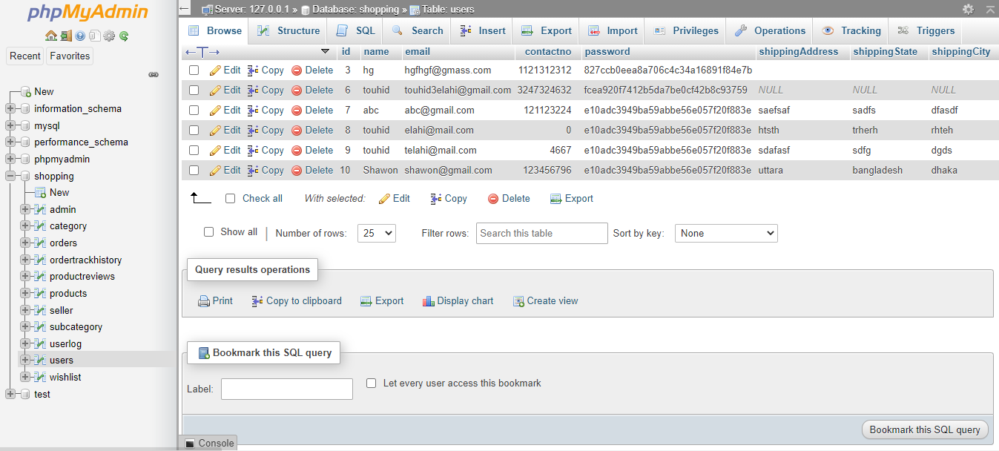 phpMyAdmin
Recent Favorites
New
information_schema
mysql
performance_schema
phpmyadmin
shopping
New
admin
category
orders
ordertrackhistory
productreviews
products
seller
subcategory
userlog
users
wishlist
test
Server: 127.0.0.1 » Database: shopping » Table: users
Browse Structure SQL Search Insert Export Import Privileges Operations Tracking Triggers
id name email contactno password shippingAddress shippingState shippingCity
Edit Copy Delete 3 hg hgfhgf@gmass.com 1121312312 827ccb0eea8a706c4c34a16891f84e7b
Edit Copy Delete 6 touhid touhid3elahi@gmail.com 3247324632 fcea920f7412b5da7be0cf42b8c93759 NULL NULL NULL
Edit Copy Delete 7 abc abc@gmail.com 121123224 e10adc3949ba59abbe56e057f20f883e saefsaf sadfs dfasdf
Edit Copy Delete 8 touhid elahi@mail.com 0 e10adc3949ba59abbe56e057f20f883e htsth trherh rhteh
Edit Copy Delete 9 touhid telahi@mail.com 4667 e10adc3949ba59abbe56e057f20f883e sdafasf sdfg dgds
Edit Copy Delete 10 Shawon shawon@gmail.com 123456796 e10adc3949ba59abbe56e057f20f883e uttara bangladesh dhaka
Check all With selected: Edit Copy Delete Export
Show all | Number of rows: 25 Filter rows: Search this table Sort by key: None
Query results operations
Print Copy to clipboard Export Display chart Create view
Bookmark this SQL query
Label: Let every user access this bookmark
Bookmark this SQL query
Console